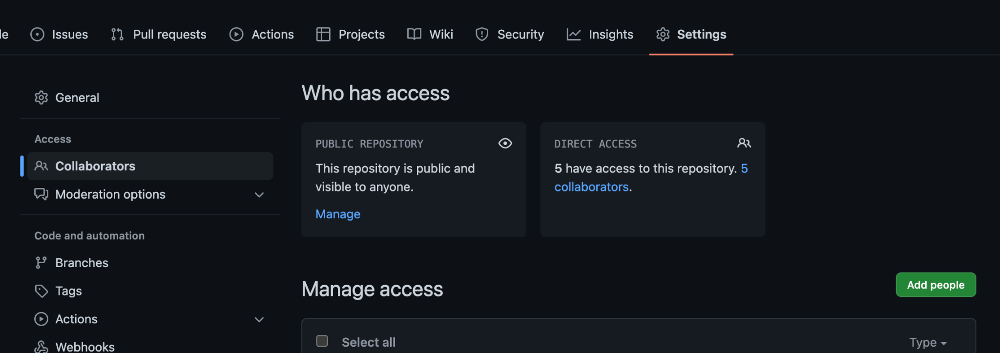 Issues Pull requests Actions Projects Wiki Security Insights Settings
General
Access
Collaborators
Moderation options
Code and automation
Branches
Tags
Actions
Webhooks
Who has access
PUBLIC REPOSITORY
This repository is public and
visible to anyone.
Manage
DIRECT ACCESS
5 have access to this repository. 5
collaborators.
Manage access
Add people
Select all
Type